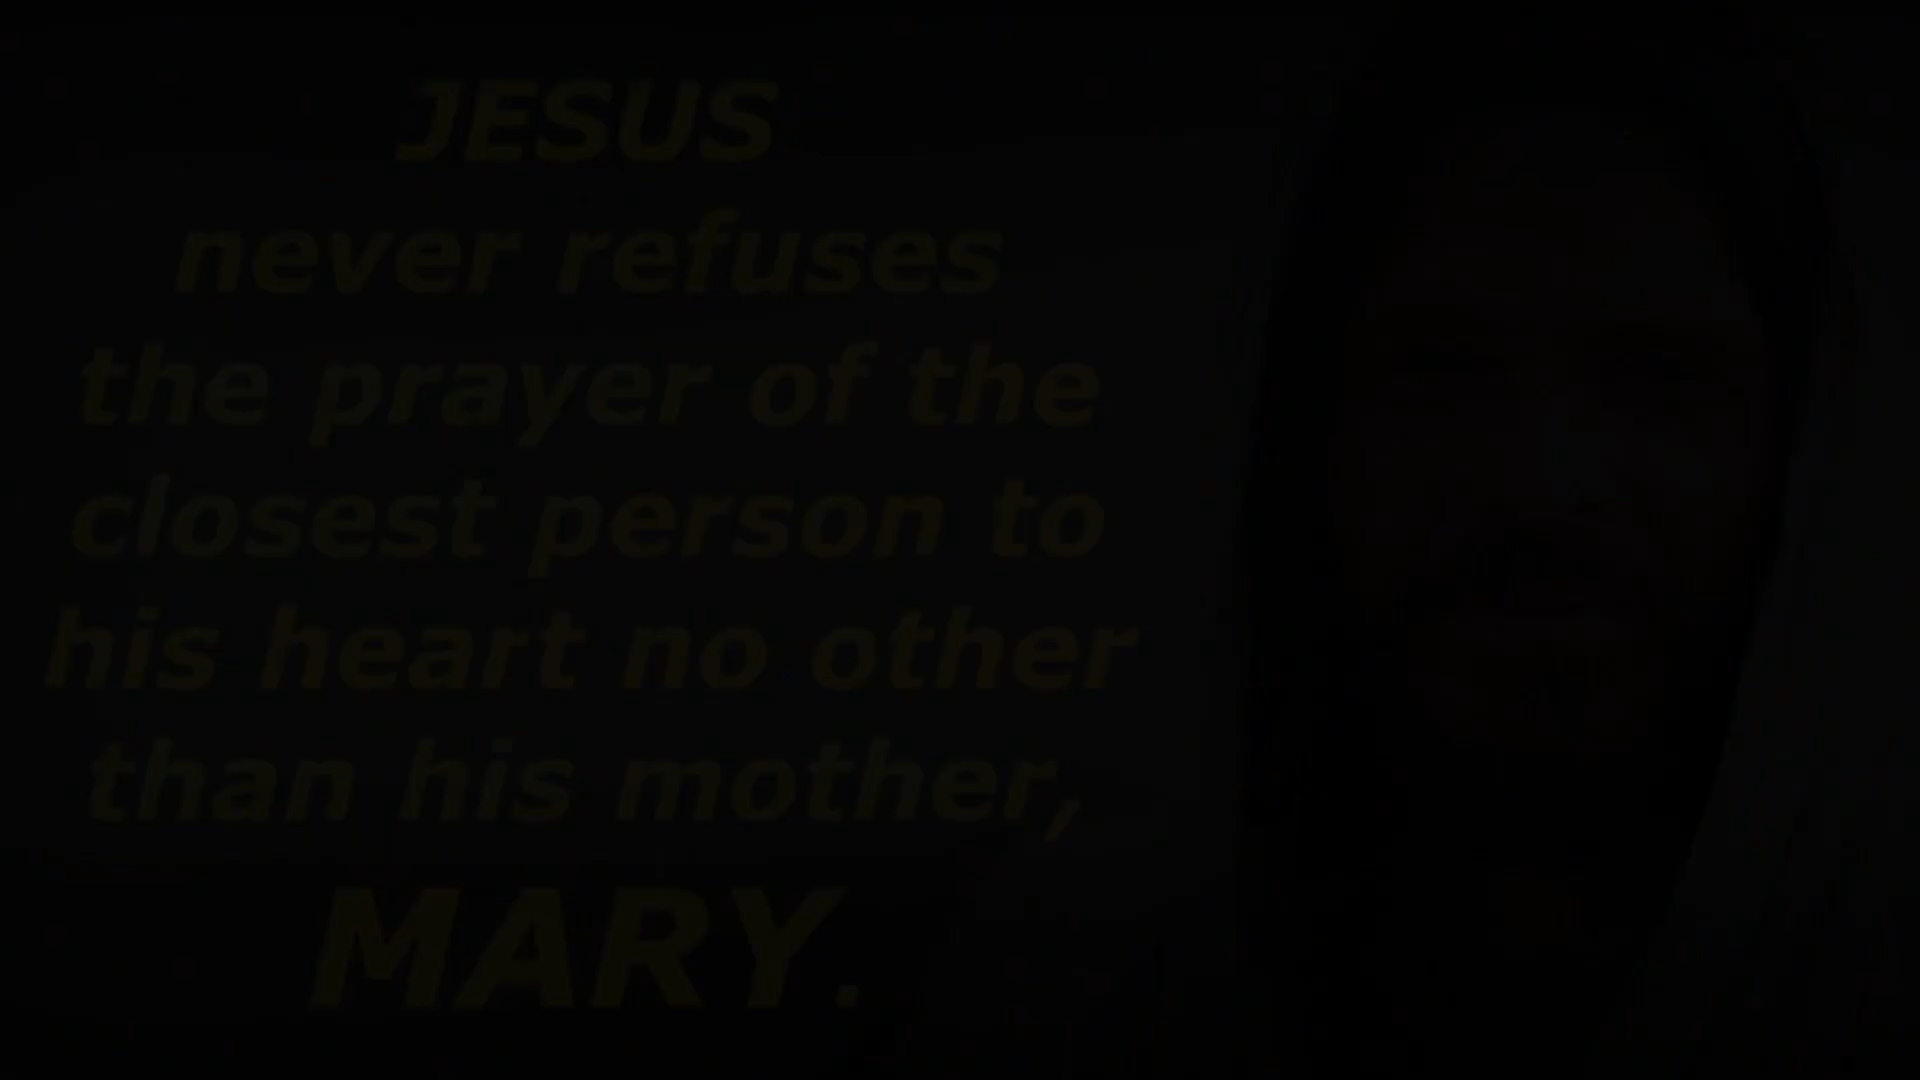 JESUS
never refuses
the prayer of the
closest person to
his heart no other
than his mother,
MARY.